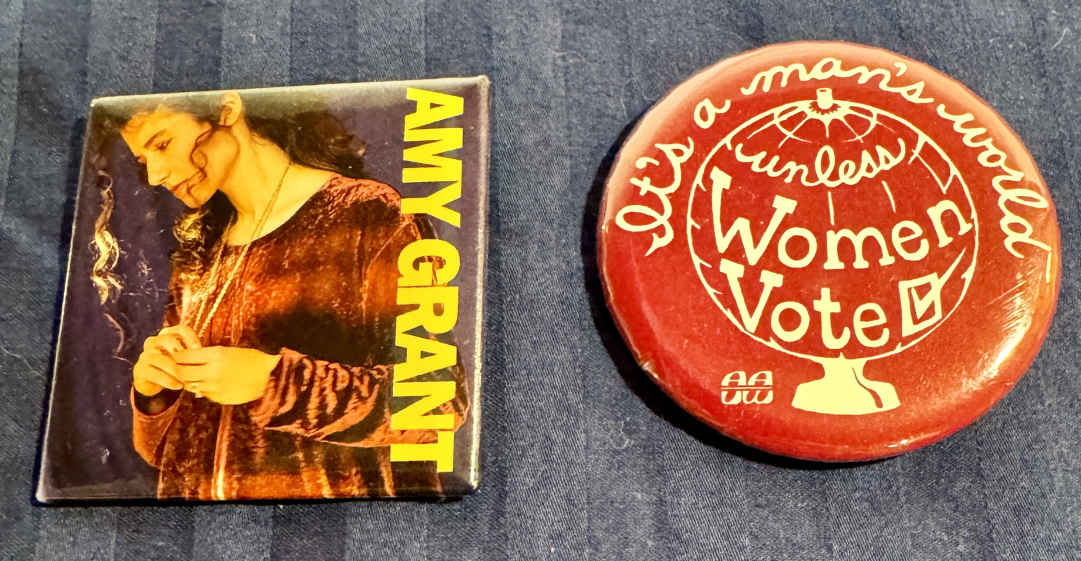 AMY GRANT
It's a man's world
unless
Women
Vote